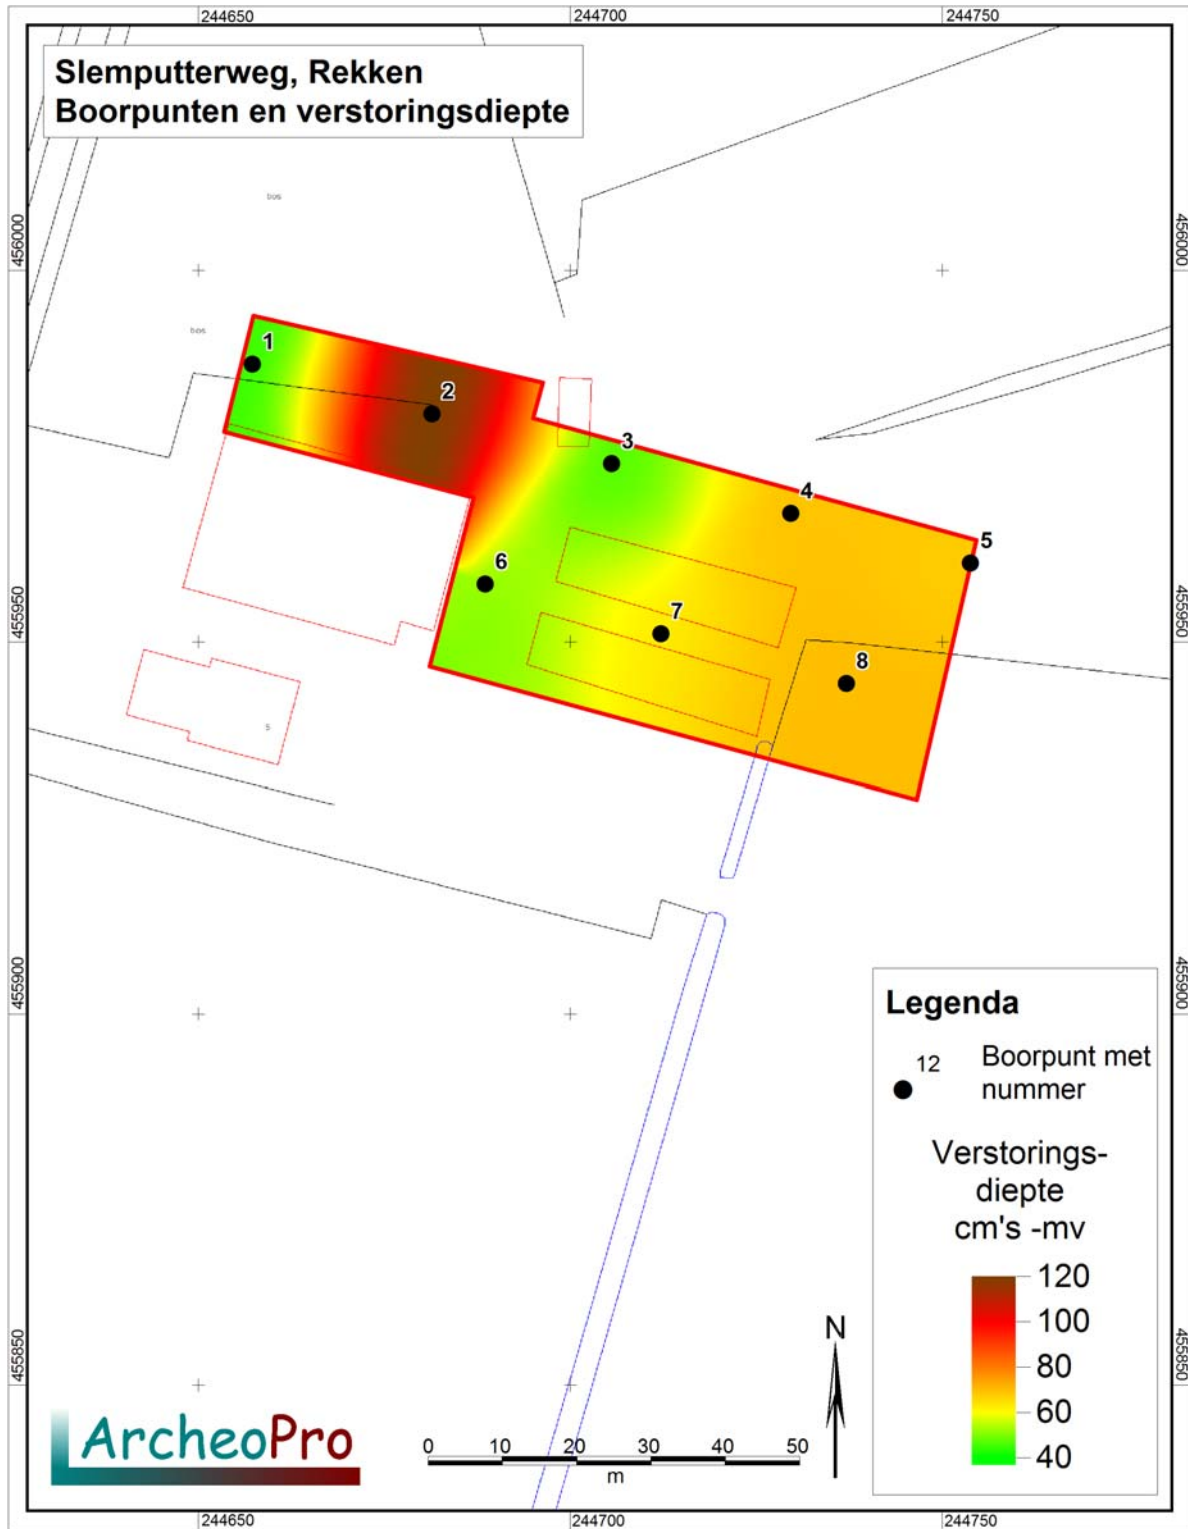 244650
244700
244750
Slemputterweg, Rekken
Boorpunten en verstoringsdiepte
bos
456000
456000
bos
1
2
3
4
5
6
7
8
455950
455950
s
455900
455900
Legenda
12
Boorpunt met
nummer
Verstorings-
diepte
cm's -mv
120
100
80
60
40
N
455850
455850
ArcheoPro
0 10 20 30 40 50
m
244650
244700
244750